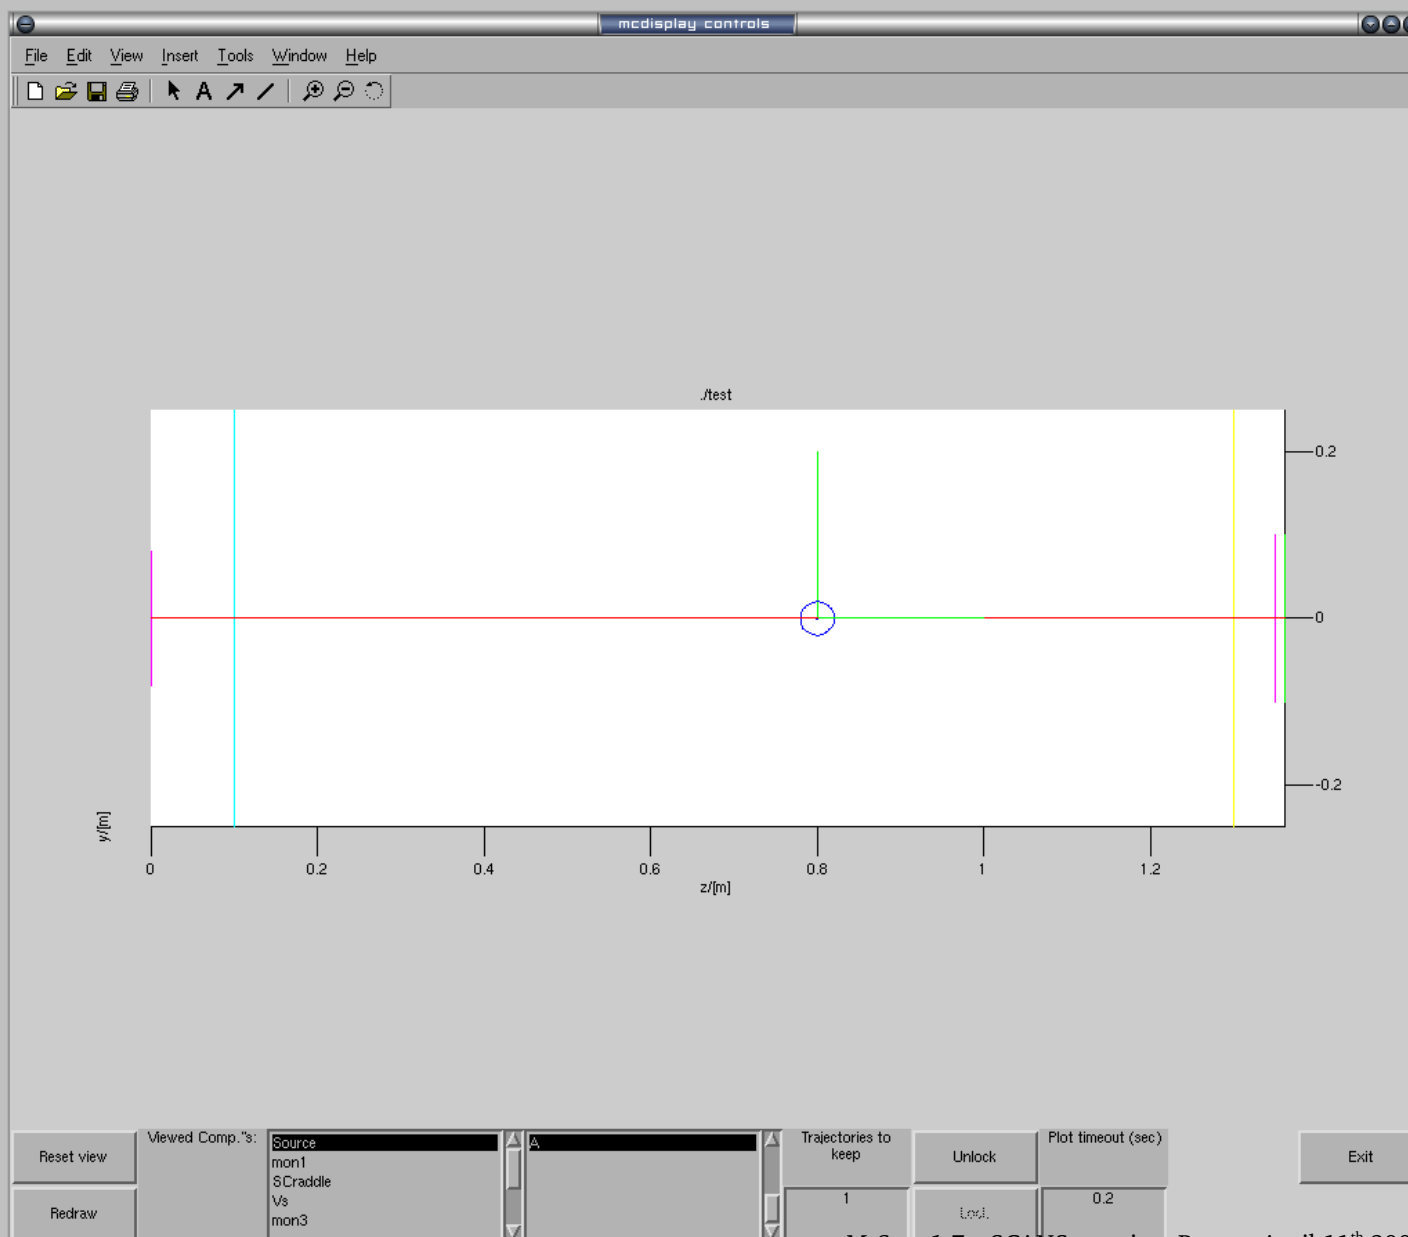 mcdisplay controls
File Edit View Insert Tools Window Help
A
./test
0.2
0
-0.2
y/[m]
0 0.2 0.4 0.6 0.8 1 1.2
z/[m]
Reset view
Redraw
Viewed Comp."s:
Source
mon1
SCraddle
Vs
mon3
A
Trajectories to
keep
1
Unlock
Plot timeout (sec)
0.2
Exit